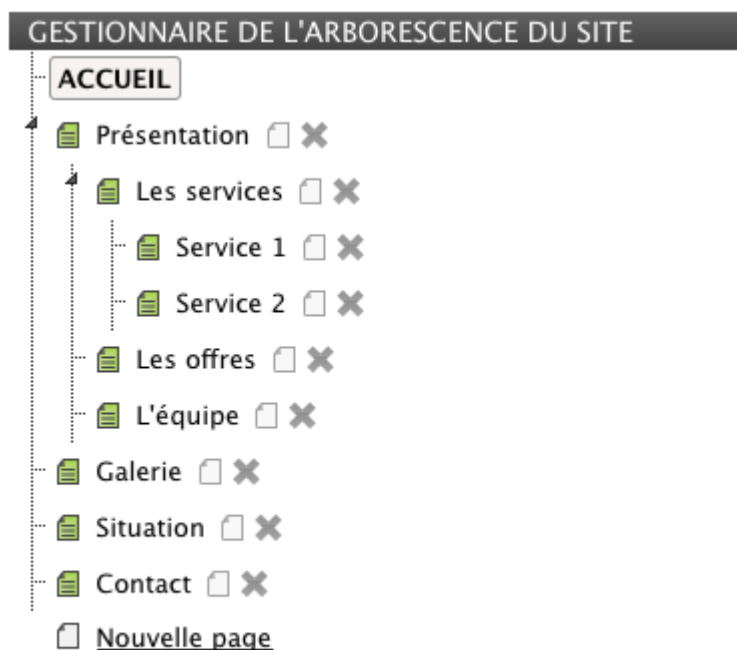 GESTIONNAIRE DE L'ARBORESCENCE DU SITE
ACCUEIL
Présentation
Les services
Service 1
Service 2
Les offres
L'équipe
Galerie
Situation
Contact
Nouvelle page